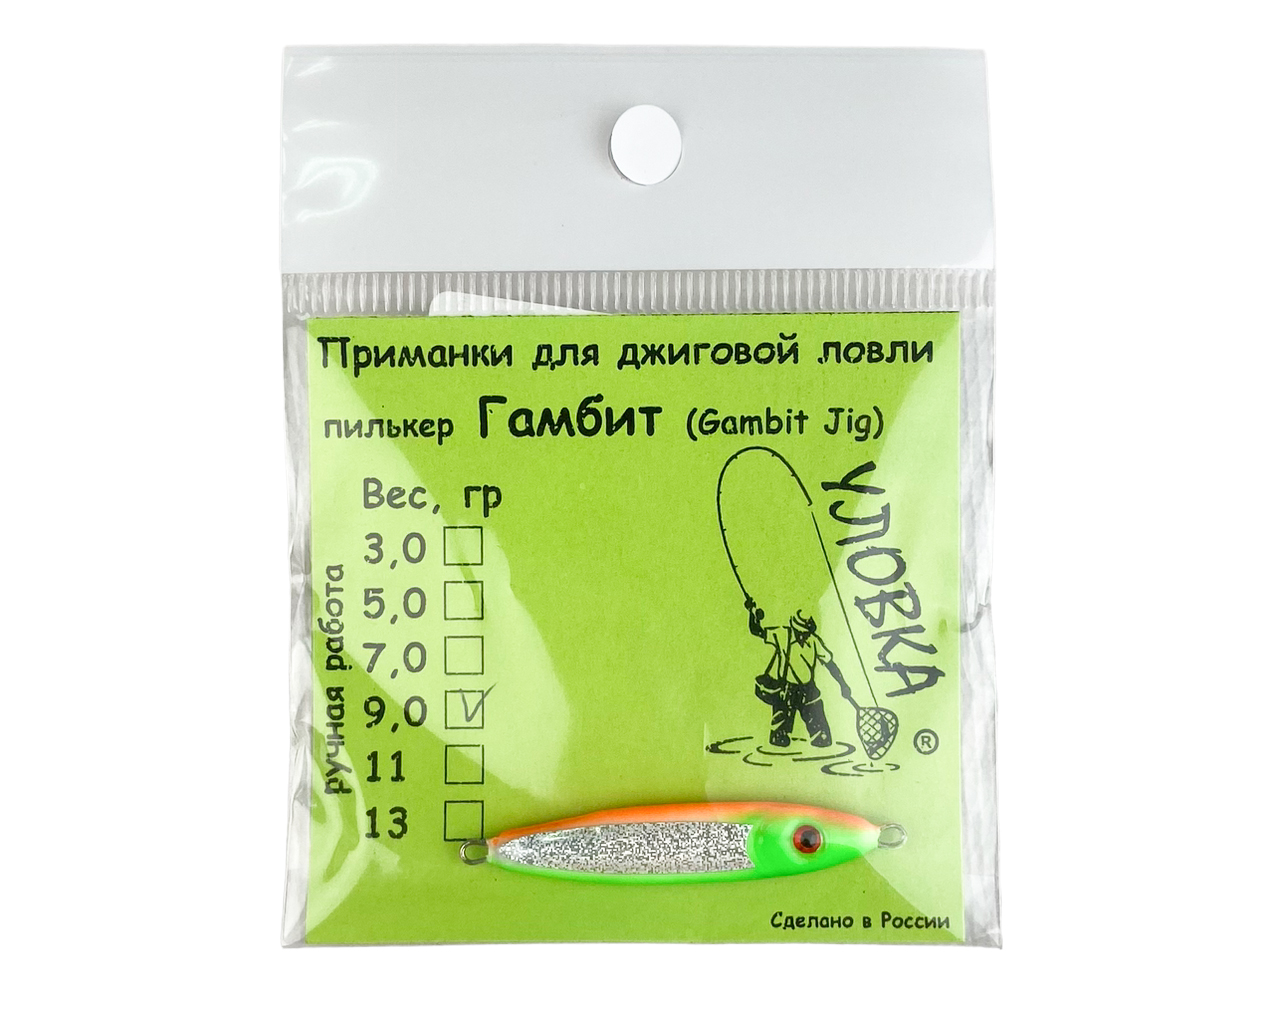 Приманки для джиговой ловли
пилькер Гамбит (Gambit Jig)
Вес, гр
3,0
5,0
7,0
9,0
11
13
ручная работа
УЛОВКА
®
Сделано в России